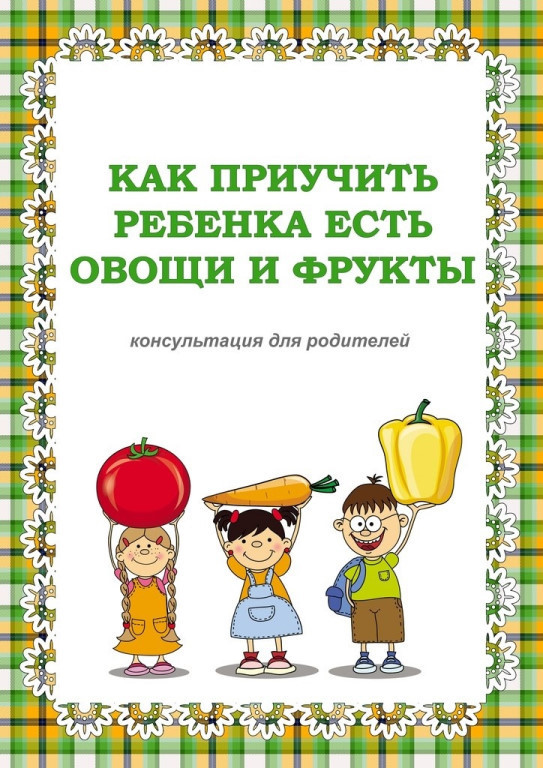 КАК ПРИУЧИТЬ
РЕБЕНКА ЕСТЬ
ОВОЩИ И ФРУКТЫ
консультация для родителей